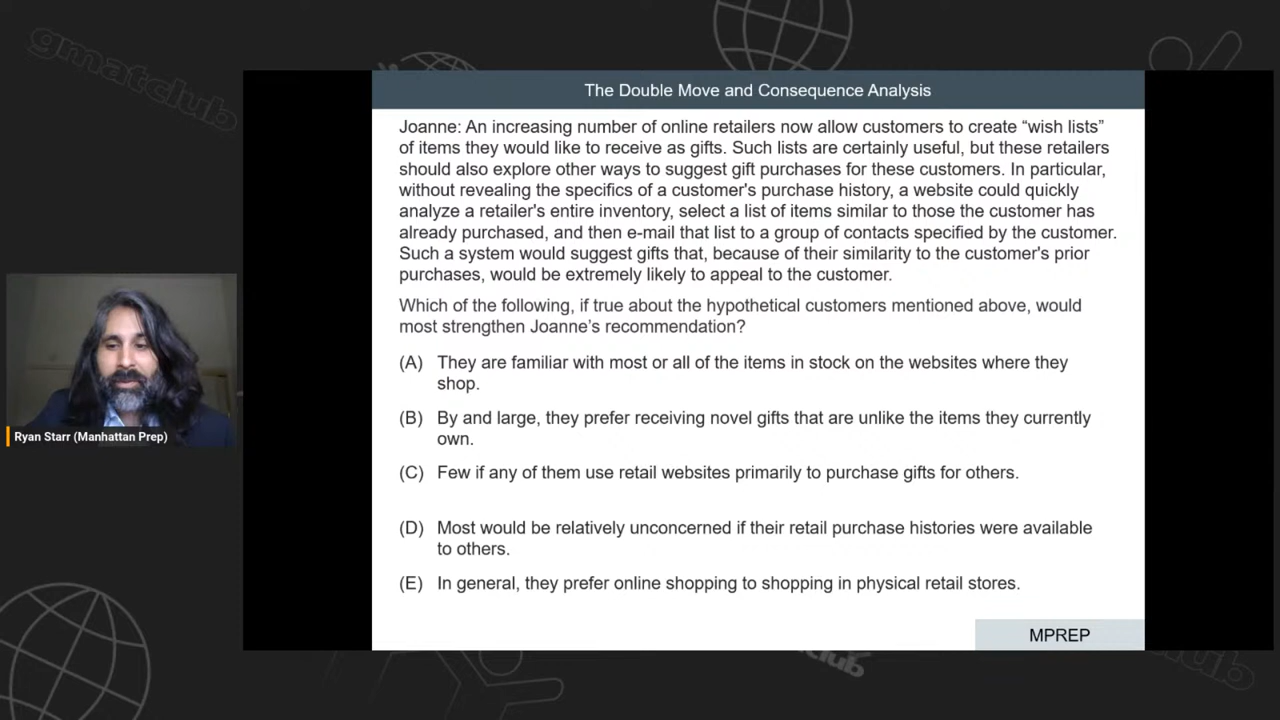 gmatclub
The Double Move and Consequence Analysis
Joanne: An increasing number of online retailers now allow customers to create “wish lists”
of items they would like to receive as gifts. Such lists are certainly useful, but these retailers
should also explore other ways to suggest gift purchases for these customers. In particular,
without revealing the specifics of a customer's purchase history, a website could quickly
analyze a retailer's entire inventory, select a list of items similar to those the customer has
already purchased, and then e-mail that list to a group of contacts specified by the customer.
Such a system would suggest gifts that, because of their similarity to the customer's prior
purchases, would be extremely likely to appeal to the customer.
Which of the following, if true about the hypothetical customers mentioned above, would
most strengthen Joanne’s recommendation?
(A) They are familiar with most or all of the items in stock on the websites where they
shop.
(B) By and large, they prefer receiving novel gifts that are unlike the items they currently
own.
(C) Few if any of them use retail websites primarily to purchase gifts for others.
(D) Most would be relatively unconcerned if their retail purchase histories were available
to others.
(E) In general, they prefer online shopping to shopping in physical retail stores.
MPREP
Ryan Starr (Manhattan Prep)
club